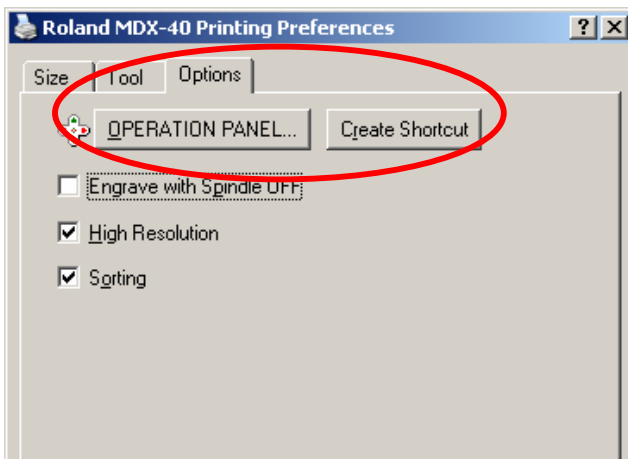 Roland MDX-40 Printing Preferences
Size Tool Options
OPERATION PANEL... Create Shortcut
Engrave with Spindle OFF
High Resolution
Sorting